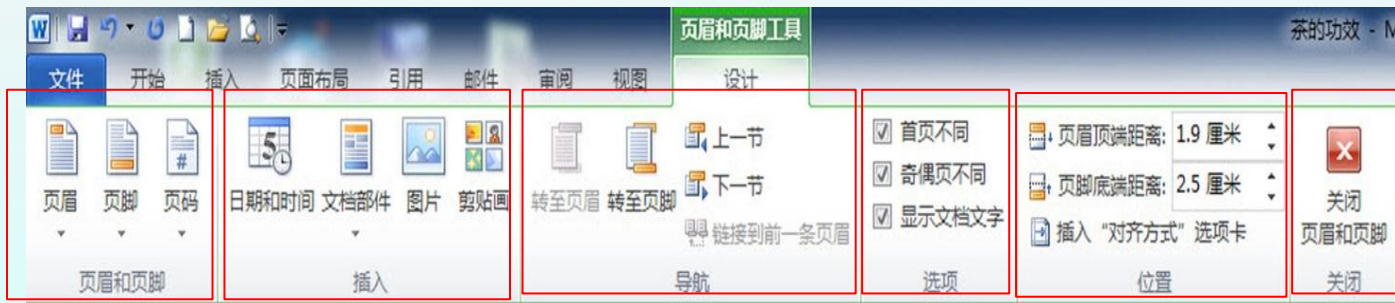 页眉和页脚工具
茶的功效 - M
文件 开始 插入 页面布局 引用 邮件 审阅 视图 设计
页眉 页脚 页码
页眉和页脚
日期和时间 文档部件 图片 剪贴画
插入
转至页眉 转至页脚
上一节
下一节
链接到前一条页眉
导航
首页不同
奇偶页不同
显示文档文字
选项
页眉顶端距离: 1.9 厘米
页脚底端距离: 2.5 厘米
插入“对齐方式”选项卡
位置
关闭
页眉和页脚
关闭